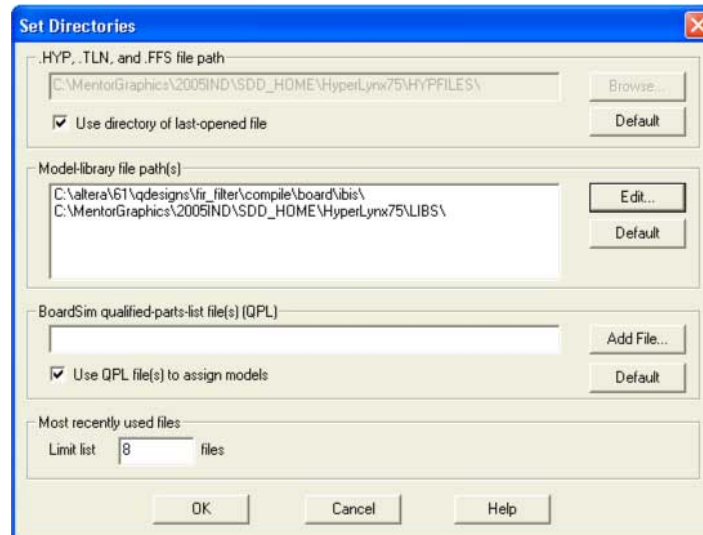 Set Directories
.HYP, .TLN, and .FFS file path
C:\MentorGraphics\2005IND\SDD_HOME\HyperLynx75\HYPFILES\
Browse...
Use directory of last-opened file
Default
Model-library file path(s)
C:\altera\61\qdesigns\fir_filter\compile\board\ibis\
C:\MentorGraphics\2005IND\SDD_HOME\HyperLynx75\LIBS\
Edit...
Default
BoardSim qualified-parts-list file(s) (QPL)
Add File...
Use QPL file(s) to assign models
Default
Most recently used files
Limit list 8 files
OK Cancel Help